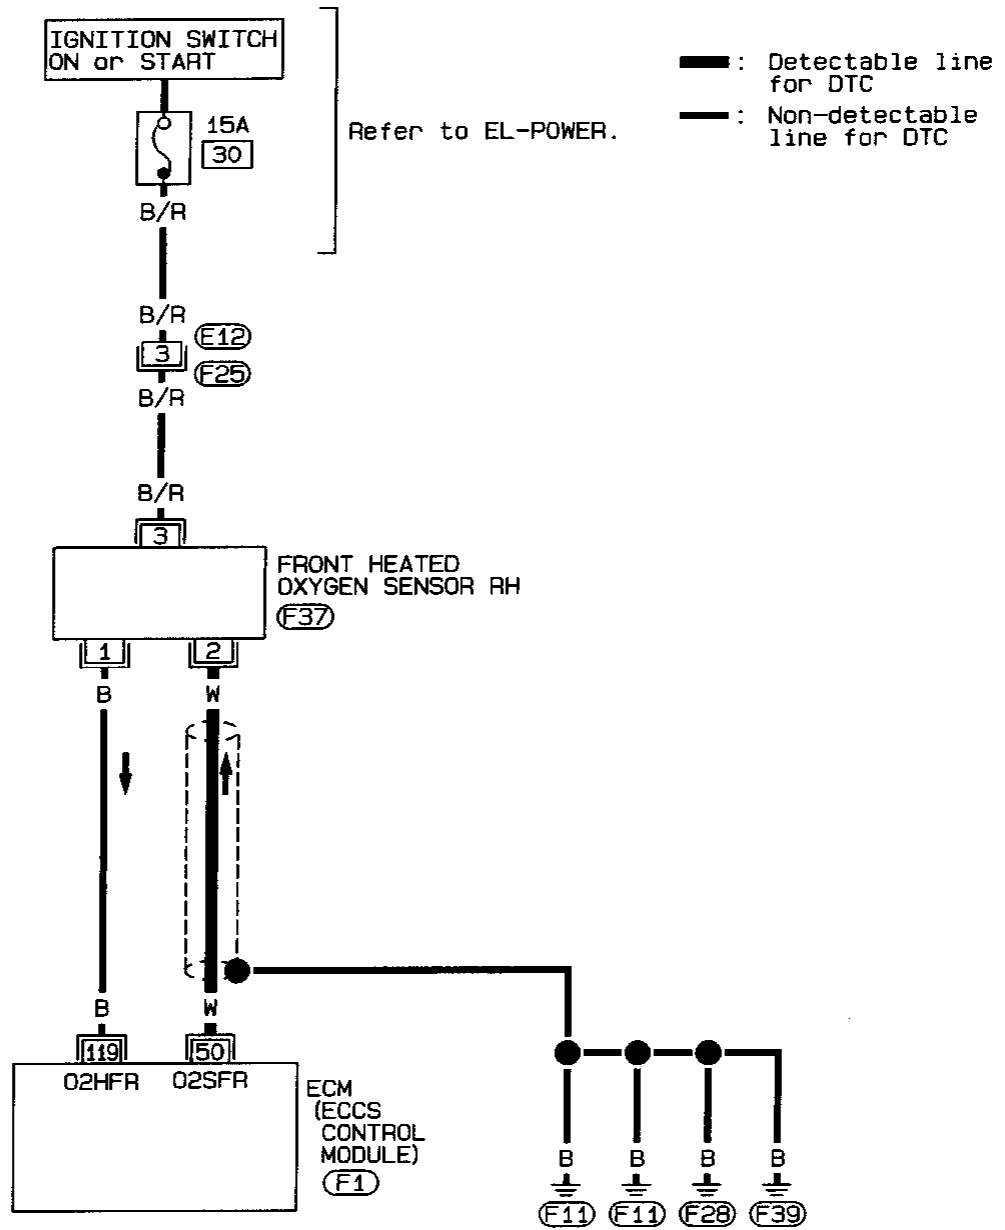 IGNITION SWITCH
ON or START
15A
30
Refer to EL-POWER.
: Detectable line
for DTC
: Non-detectable
line for DTC
B/R
B/R
3
E12
F25
B/R
B/R
3
FRONT HEATED
OXYGEN SENSOR RH
F37
1 2
B W
B W
119 50
O2HFR O2SFR
ECM
(ECCS
CONTROL
MODULE)
F1
B B B B
F11 F11 F28 F39